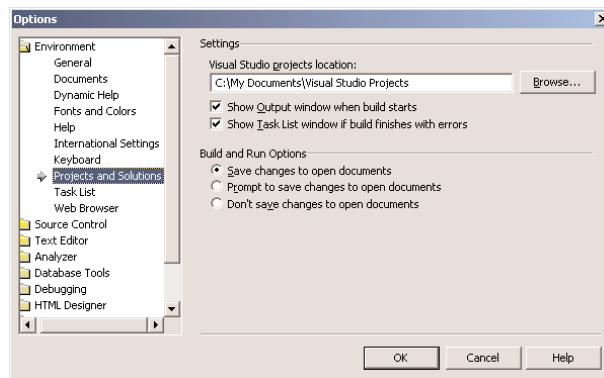 Options
Environment
General
Documents
Dynamic Help
Fonts and Colors
Help
International Settings
Keyboard
Projects and Solutions
Task List
Web Browser
Source Control
Text Editor
Analyzer
Database Tools
Debugging
HTML Designer
Settings
Visual Studio projects location:
C:\My Documents\Visual Studio Projects
Browse...
Show Output window when build starts
Show Task List window if build finishes with errors
Build and Run Options
Save changes to open documents
Prompt to save changes to open documents
Don't save changes to open documents
OK
Cancel
Help